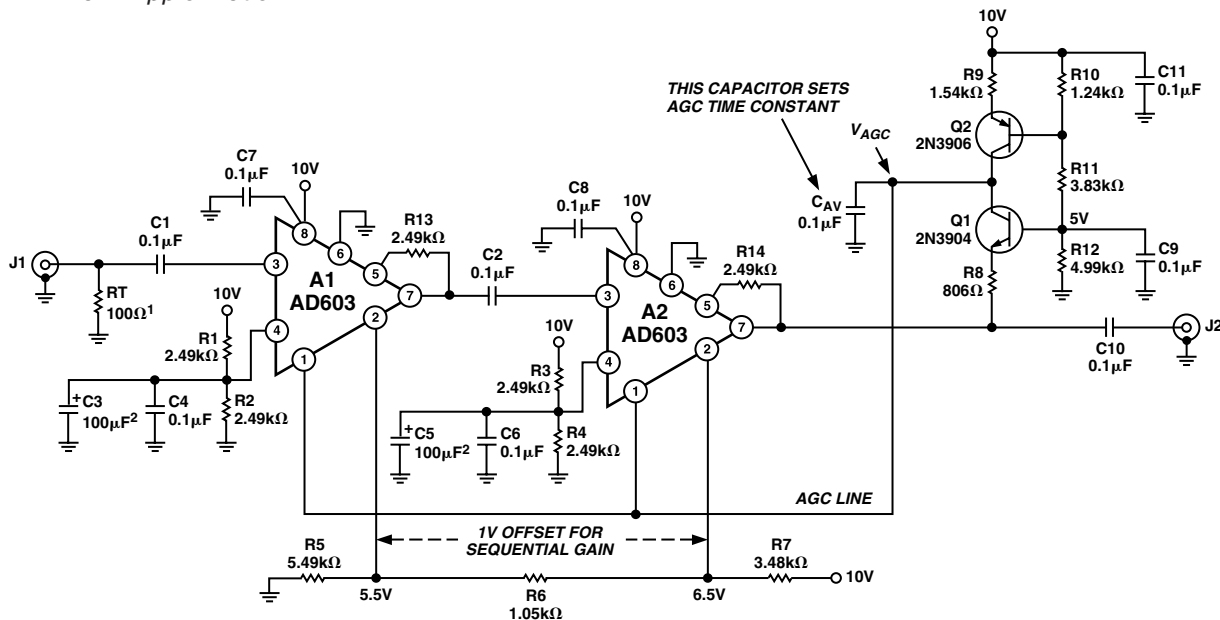 10V
R9
1.54kΩ
R10
1.24kΩ
C11
0.1μF
THIS CAPACITOR SETS
AGC TIME CONSTANT
Q2
2N3906
VAGC
C7
0.1μF
10V
C8
0.1μF
10V
CAV
0.1μF
R11
3.83kΩ
Q1
2N3904
5V
R13
2.49kΩ
C1
0.1μF
8
6
5
7
2
3
4
1
A1
AD603
C2
0.1μF
8
6
5
7
2
3
4
1
A2
AD603
R14
2.49kΩ
R8
806Ω
R12
4.99kΩ
C9
0.1μF
J1
RT
100Ω1
10V
R1
2.49kΩ
10V
R3
2.49kΩ
J2
C10
0.1μF
+
C3
100μF2
C4
0.1μF
R2
2.49kΩ
+
C5
100μF2
C6
0.1μF
R4
2.49kΩ
AGC LINE
1V OFFSET FOR
SEQUENTIAL GAIN
R5
5.49kΩ
R7
3.48kΩ
10V
5.5V
R6
1.05kΩ
6.5V